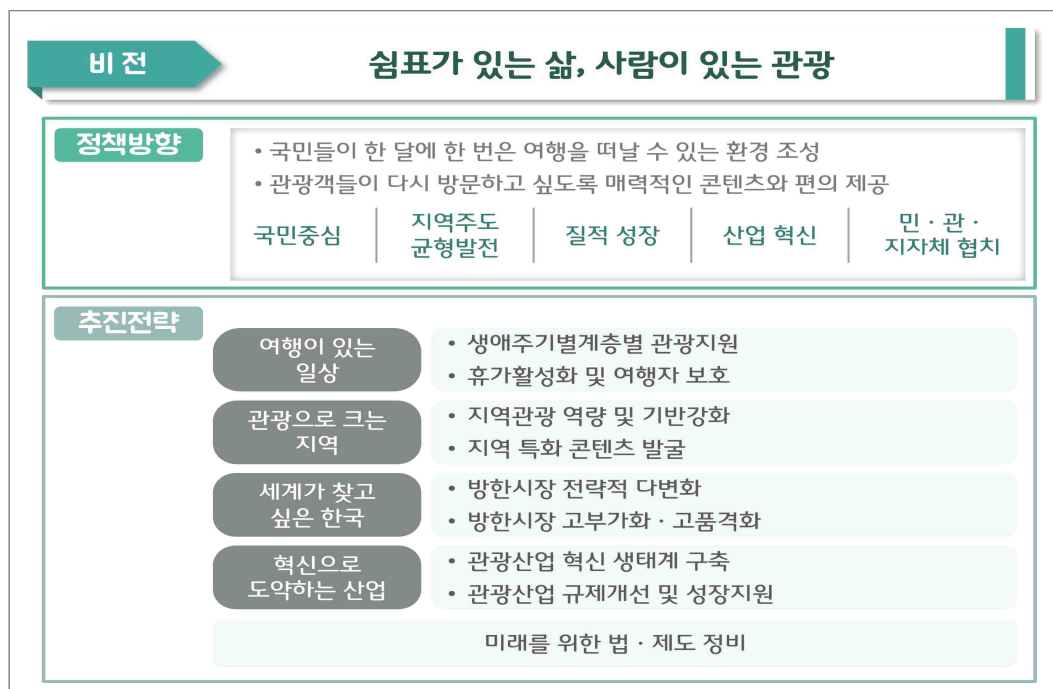 비 전
쉼표가 있는 삶, 사람이 있는 관광
정책방향
• 국민들이 한 달에 한 번은 여행을 떠날 수 있는 환경 조성
• 관광객들이 다시 방문하고 싶도록 매력적인 콘텐츠와 편의 제공
국민중심
지역주도
균형발전
질적 성장
산업 혁신
민 · 관 ·
지자체 협치
추진전략
여행이 있는
일상
• 생애주기별계층별 관광지원
• 휴가활성화 및 여행자 보호
관광으로 크는
지역
• 지역관광 역량 및 기반강화
• 지역 특화 콘텐츠 발굴
세계가 찾고
싶은 한국
• 방한시장 전략적 다변화
• 방한시장 고부가화 · 고품격화
혁신으로
도약하는 산업
• 관광산업 혁신 생태계 구축
• 관광산업 규제개선 및 성장지원
미래를 위한 법 · 제도 정비